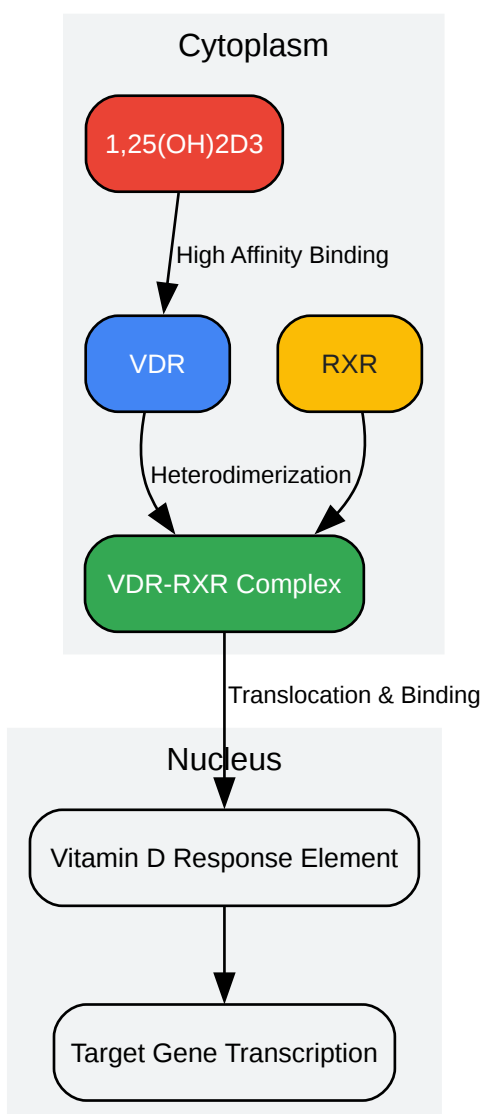 Cytoplasm
1,25(OH)2D3
High Affinity Binding
VDR
RXR
Heterodimerization
VDR-RXR Complex
Translocation & Binding
Nucleus
Vitamin D Response Element
Target Gene Transcription